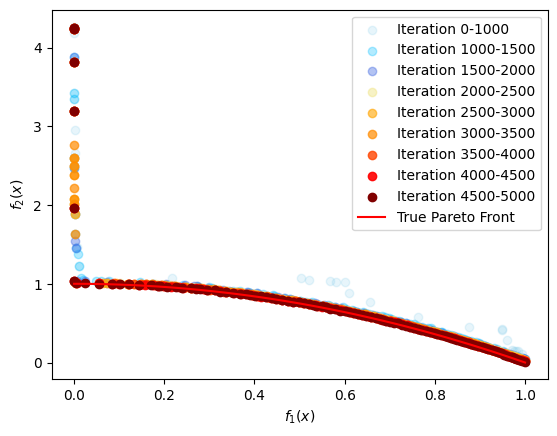 4
3
2
1
0
f₂(x)
Iteration 0-1000
Iteration 1000-1500
Iteration 1500-2000
Iteration 2000-2500
Iteration 2500-3000
Iteration 3000-3500
Iteration 3500-4000
Iteration 4000-4500
Iteration 4500-5000
True Pareto Front
0.0 0.2 0.4 0.6 0.8 1.0
f₁(x)